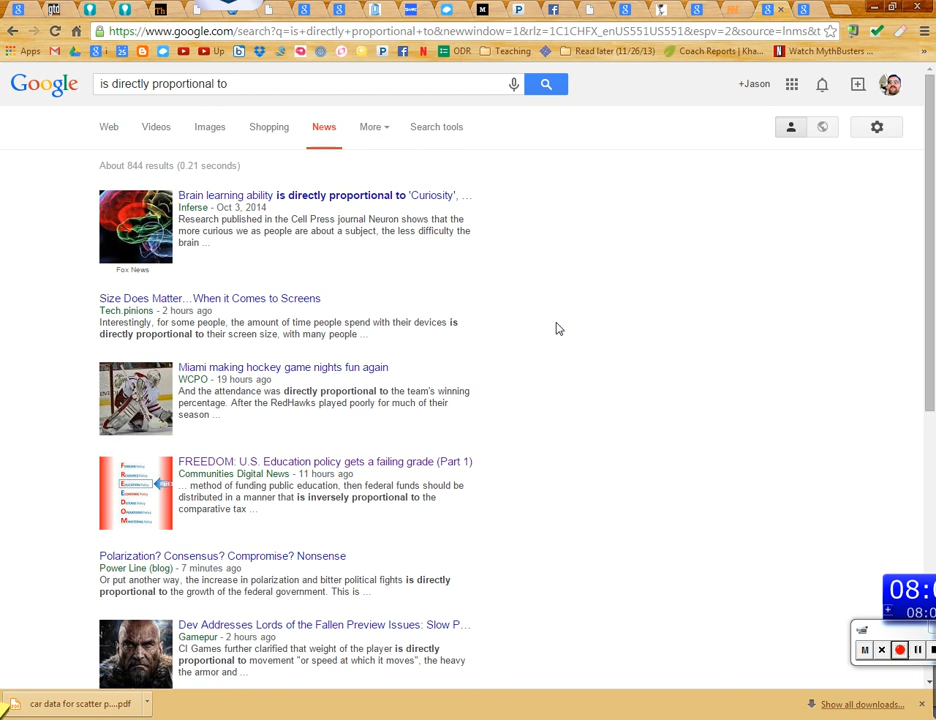 https://www.google.com/search?q=is+directly+proportional+to&newwindow=1&rlz=1C1CHFX_enUS551US551&espv=2&source=lnms&t
Apps Up ODR Teaching Read later (11/26/13) Coach Reports | Kha... Watch MythBusters... »
Google is directly proportional to +Jason
Web Videos Images Shopping News More Search tools
About 844 results (0.21 seconds)
Brain learning ability is directly proportional to 'Curiosity', ...
Inferse - Oct 3, 2014
Research published in the Cell Press journal Neuron shows that the
more curious we as people are about a subject, the less difficulty the
brain ...
Fox News
Size Does Matter…When it Comes to Screens
Tech.pinions - 2 hours ago
Interestingly, for some people, the amount of time people spend with their devices is
directly proportional to their screen size, with many people ...
Miami making hockey game nights fun again
WCPO - 19 hours ago
And the attendance was directly proportional to the team's winning
percentage. After the RedHawks played poorly for much of their
season ...
FREEDOM: U.S. Education policy gets a failing grade (Part 1)
Communities Digital News - 11 hours ago
... method of funding public education, then federal funds should be
distributed in a manner that is inversely proportional to the
comparative tax ...
Polarization? Consensus? Compromise? Nonsense
Power Line (blog) - 7 minutes ago
Or put another way, the increase in polarization and bitter political fights is directly
proportional to the growth of the federal government. This is ...
Dev Addresses Lords of the Fallen Preview Issues: Slow P...
Gamepur - 2 hours ago
CI Games further clarified that weight of the player is directly
proportional to movement "or speed at which it moves", the heavy
the armor and ...
08:
08:
M
car data for scatter p....pdf
Show all downloads...